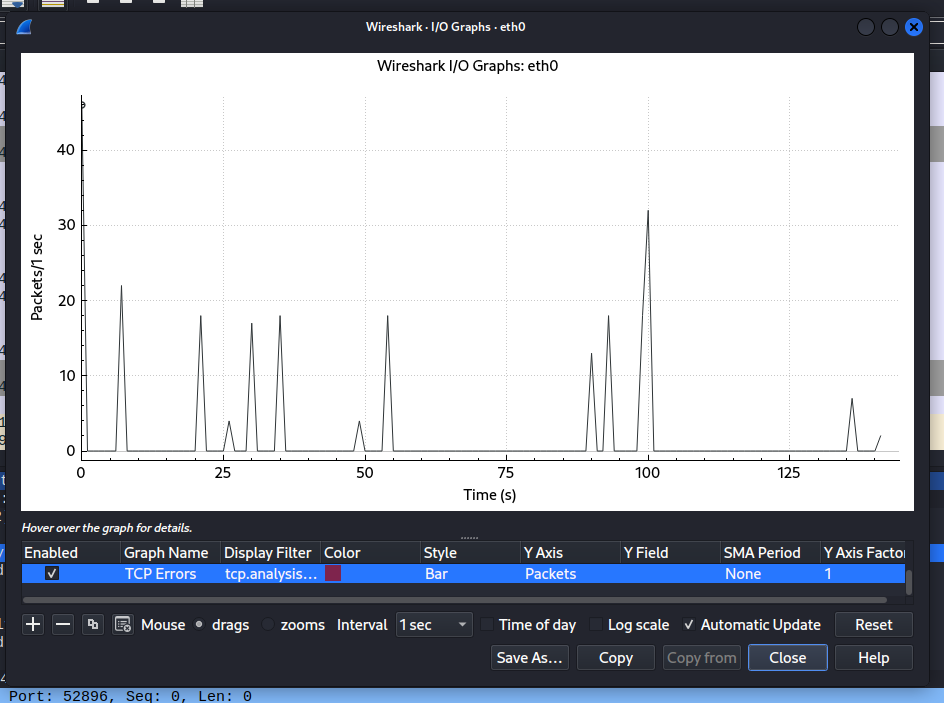 Wireshark · I/O Graphs · eth0
Wireshark I/O Graphs: eth0
Packets/1 sec
40
30
20
10
0
0 25 50 75 100 125
Time (s)
Hover over the graph for details.
Enabled Graph Name Display Filter Color Style Y Axis Y Field SMA Period Y Axis Factor
TCP Errors tcp.analysis... Bar Packets None 1
Mouse drags zooms Interval 1 sec Time of day Log scale Automatic Update Reset
Save As... Copy Copy from Close Help
Port: 52896, Seq: 0, Len: 0